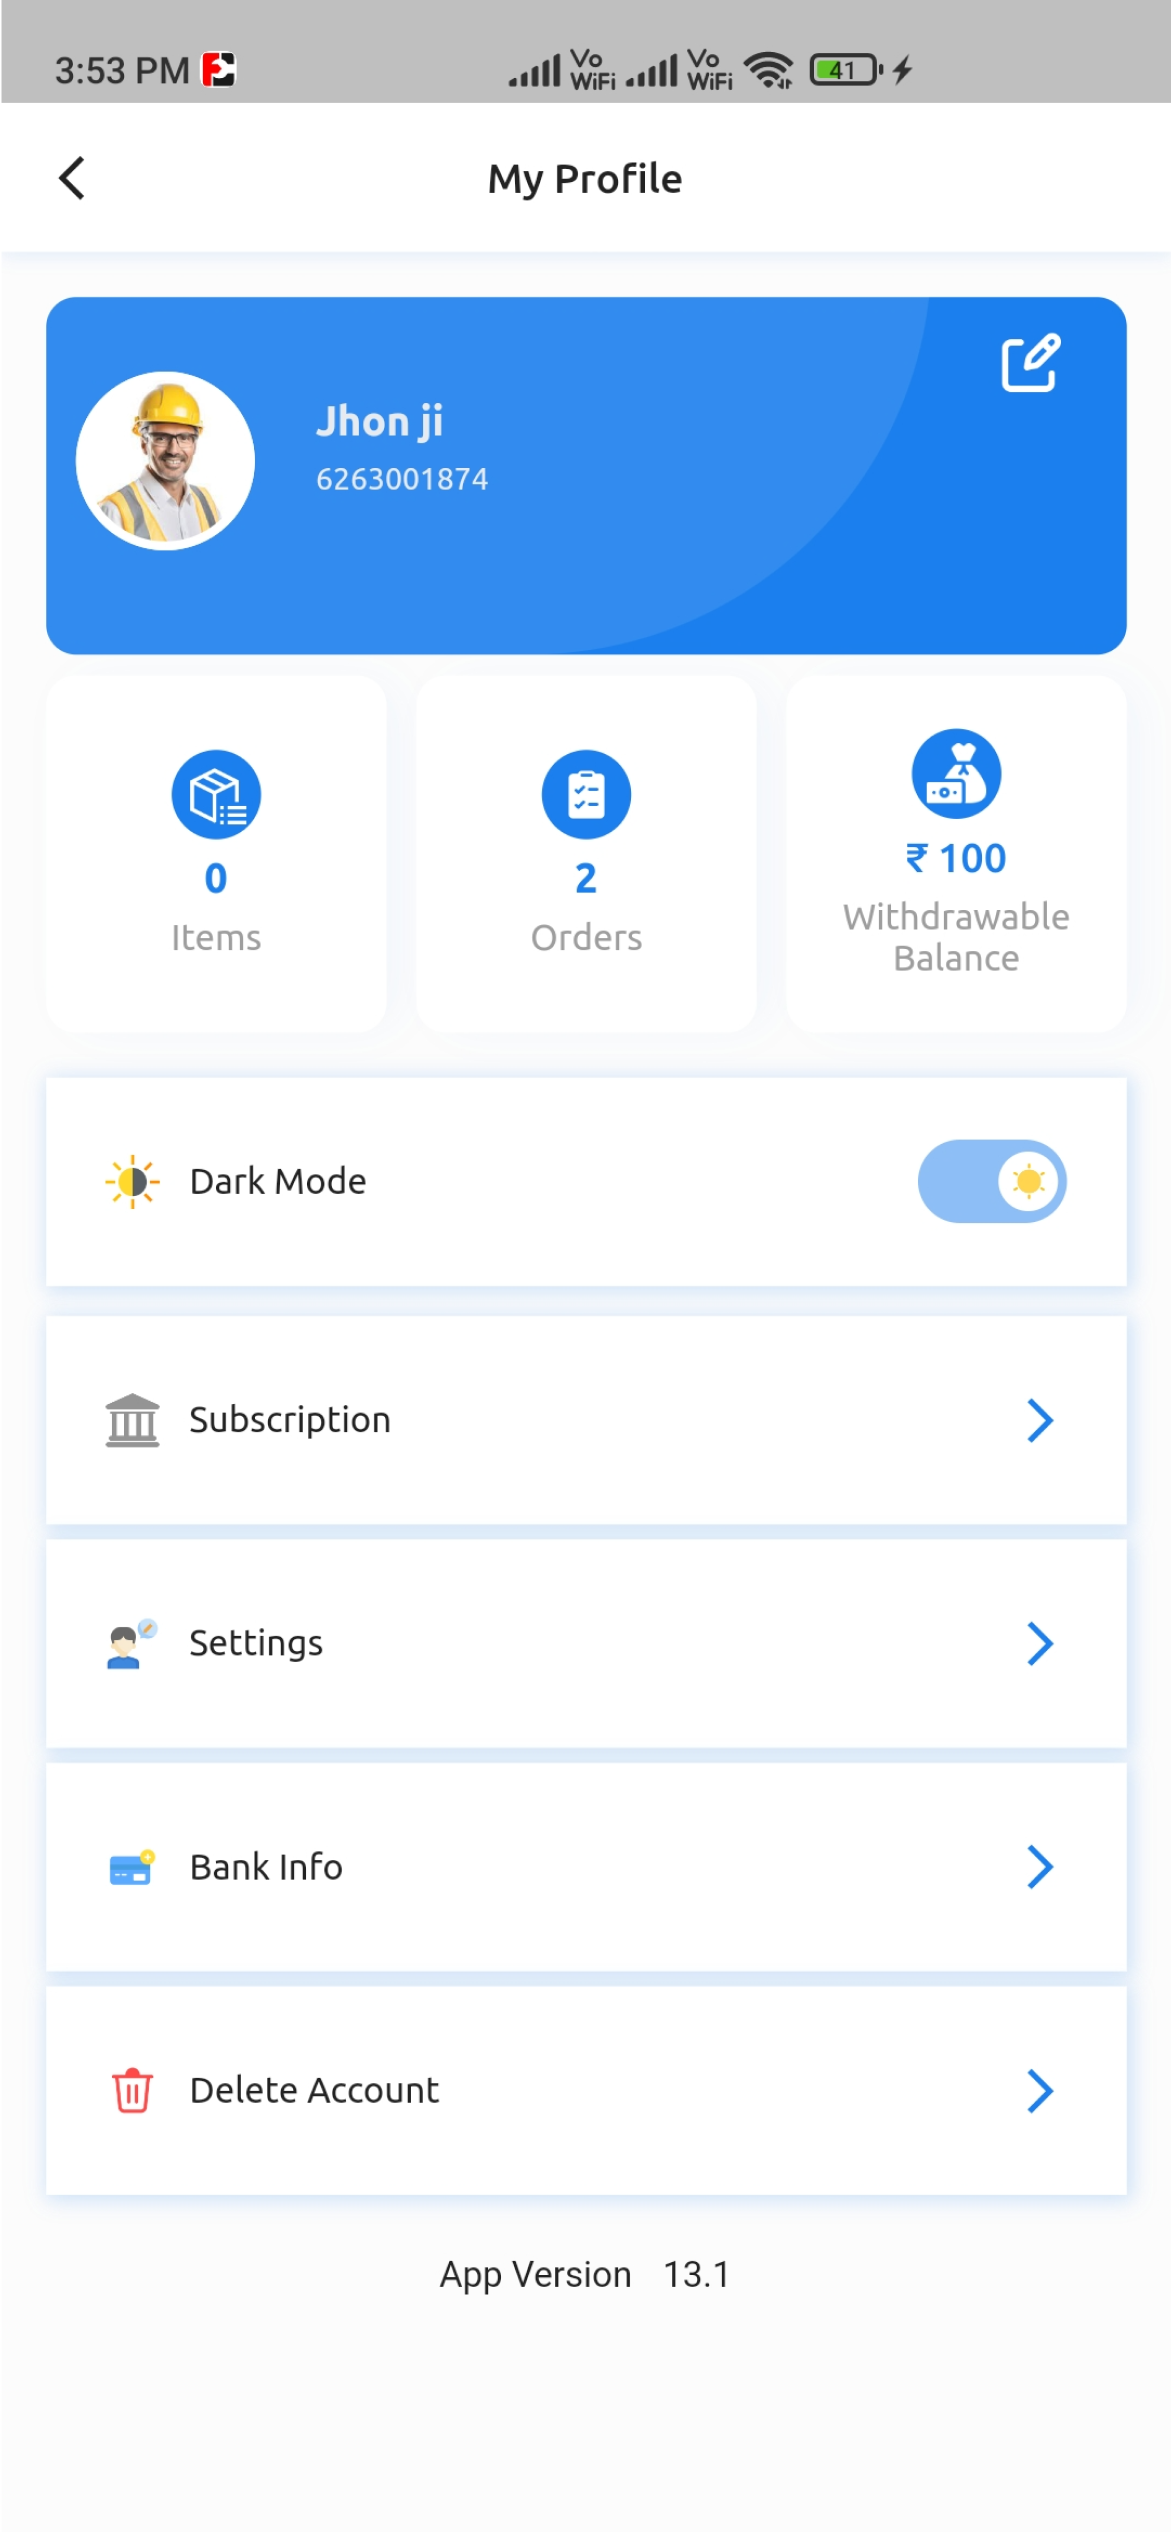 3:53 PM Vo WiFi Vo WiFi 41
My Profile
Jhon ji
6263001874
0
Items
2
Orders
₹ 100
Withdrawable
Balance
Dark Mode
Subscription
Settings
Bank Info
Delete Account
App Version 13.1